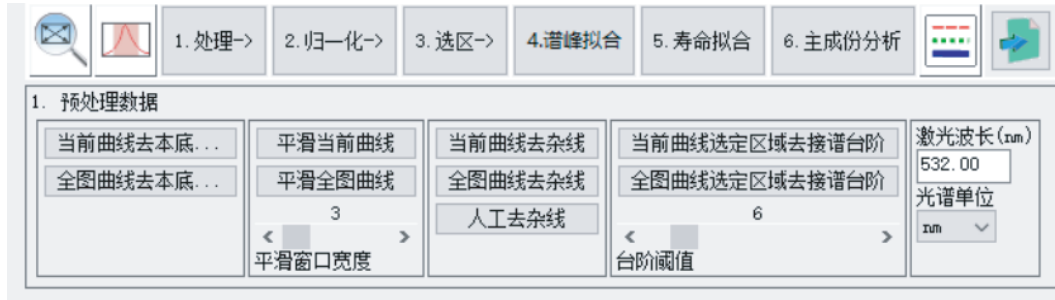 1.处理->
2.归一化->
3.选区->
4.谱峰拟合
5.寿命拟合
6.主成份分析
1. 预处理数据
当前曲线去本底...
全图曲线去本底...
平滑当前曲线
平滑全图曲线
3
平滑窗口宽度
当前曲线去杂线
全图曲线去杂线
人工去杂线
当前曲线选定区域去接谱台阶
全图曲线选定区域去接谱台阶
6
台阈值
激光波长(nm)
532.00
光谱单位
nm